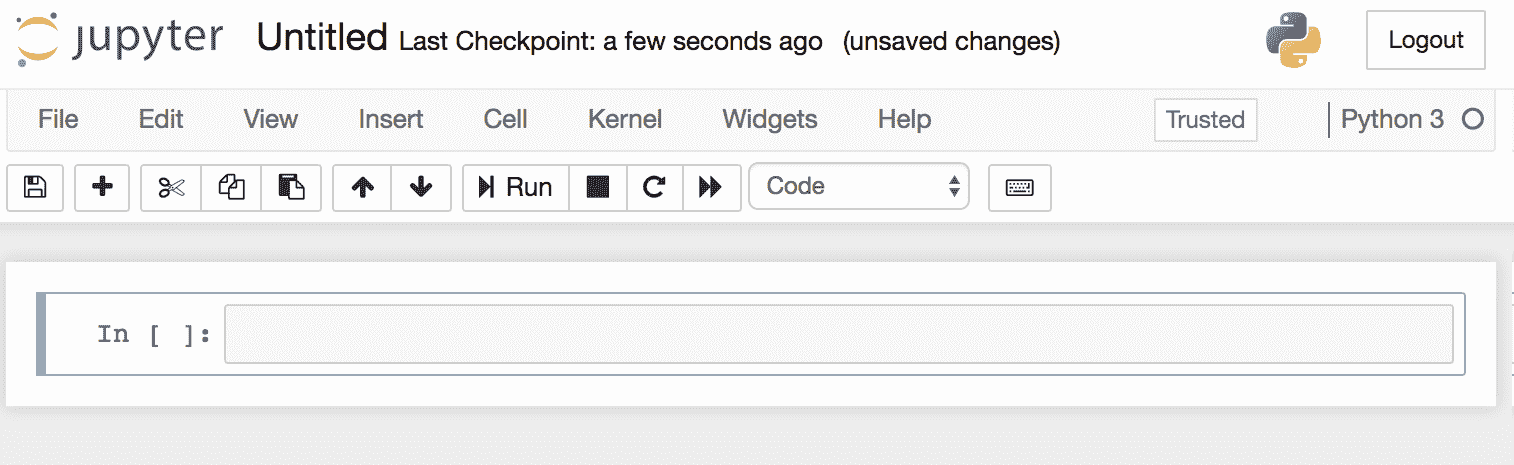 jupyter Untitled Last Checkpoint: a few seconds ago (unsaved changes) Logout
File Edit View Insert Cell Kernel Widgets Help Trusted Python 3
Run Code
In [ ]: